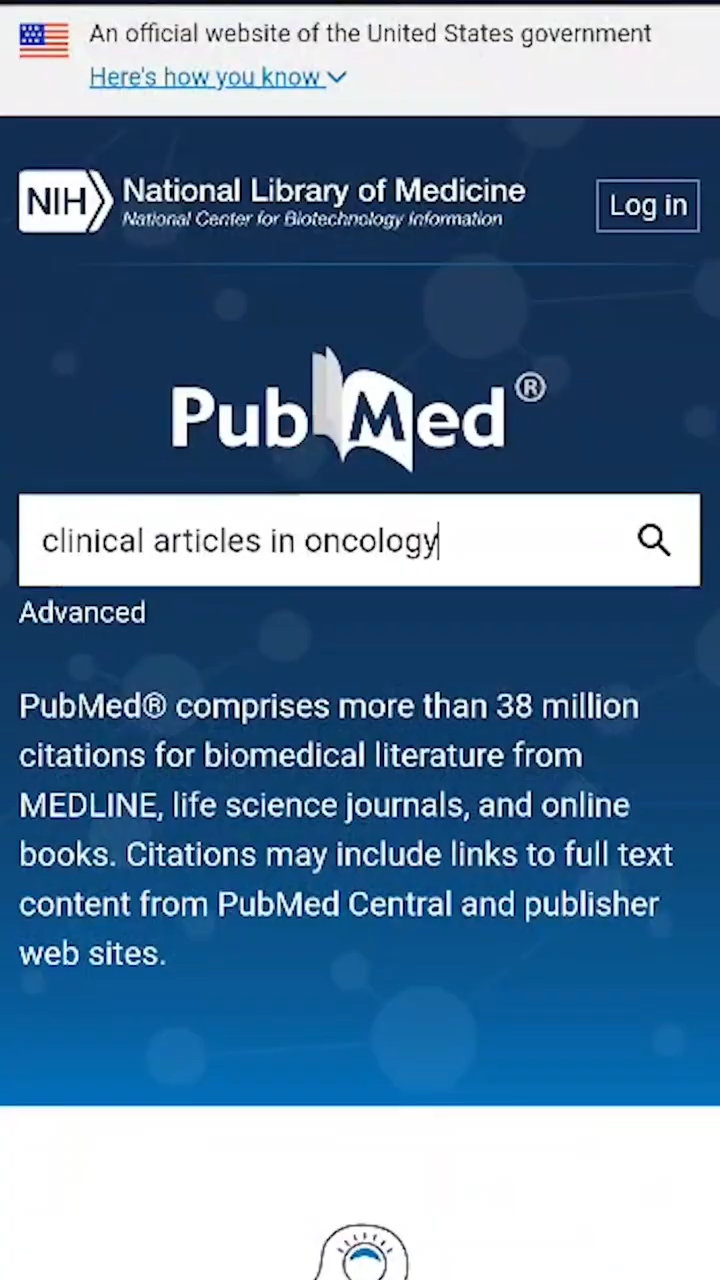 An official website of the United States government
Here's how you know
NIH National Library of Medicine
National Center for Biotechnology Information
Log in
PubMed®
clinical articles in oncology
Advanced
PubMed® comprises more than 38 million
citations for biomedical literature from
MEDLINE, life science journals, and online
books. Citations may include links to full text
content from PubMed Central and publisher
web sites.